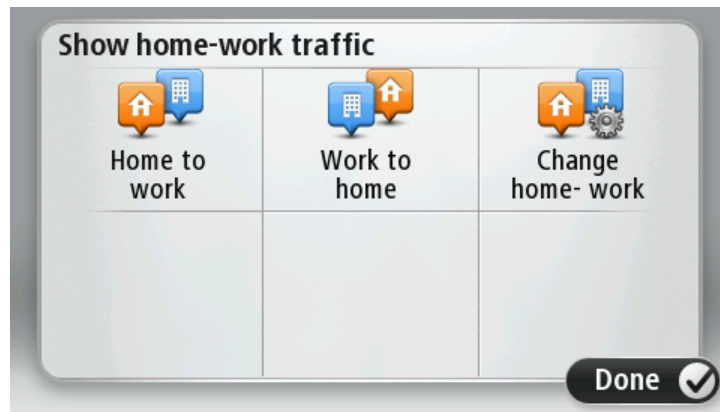 Show home-work traffic
Home to
work
Work to
home
Change
home- work
Done